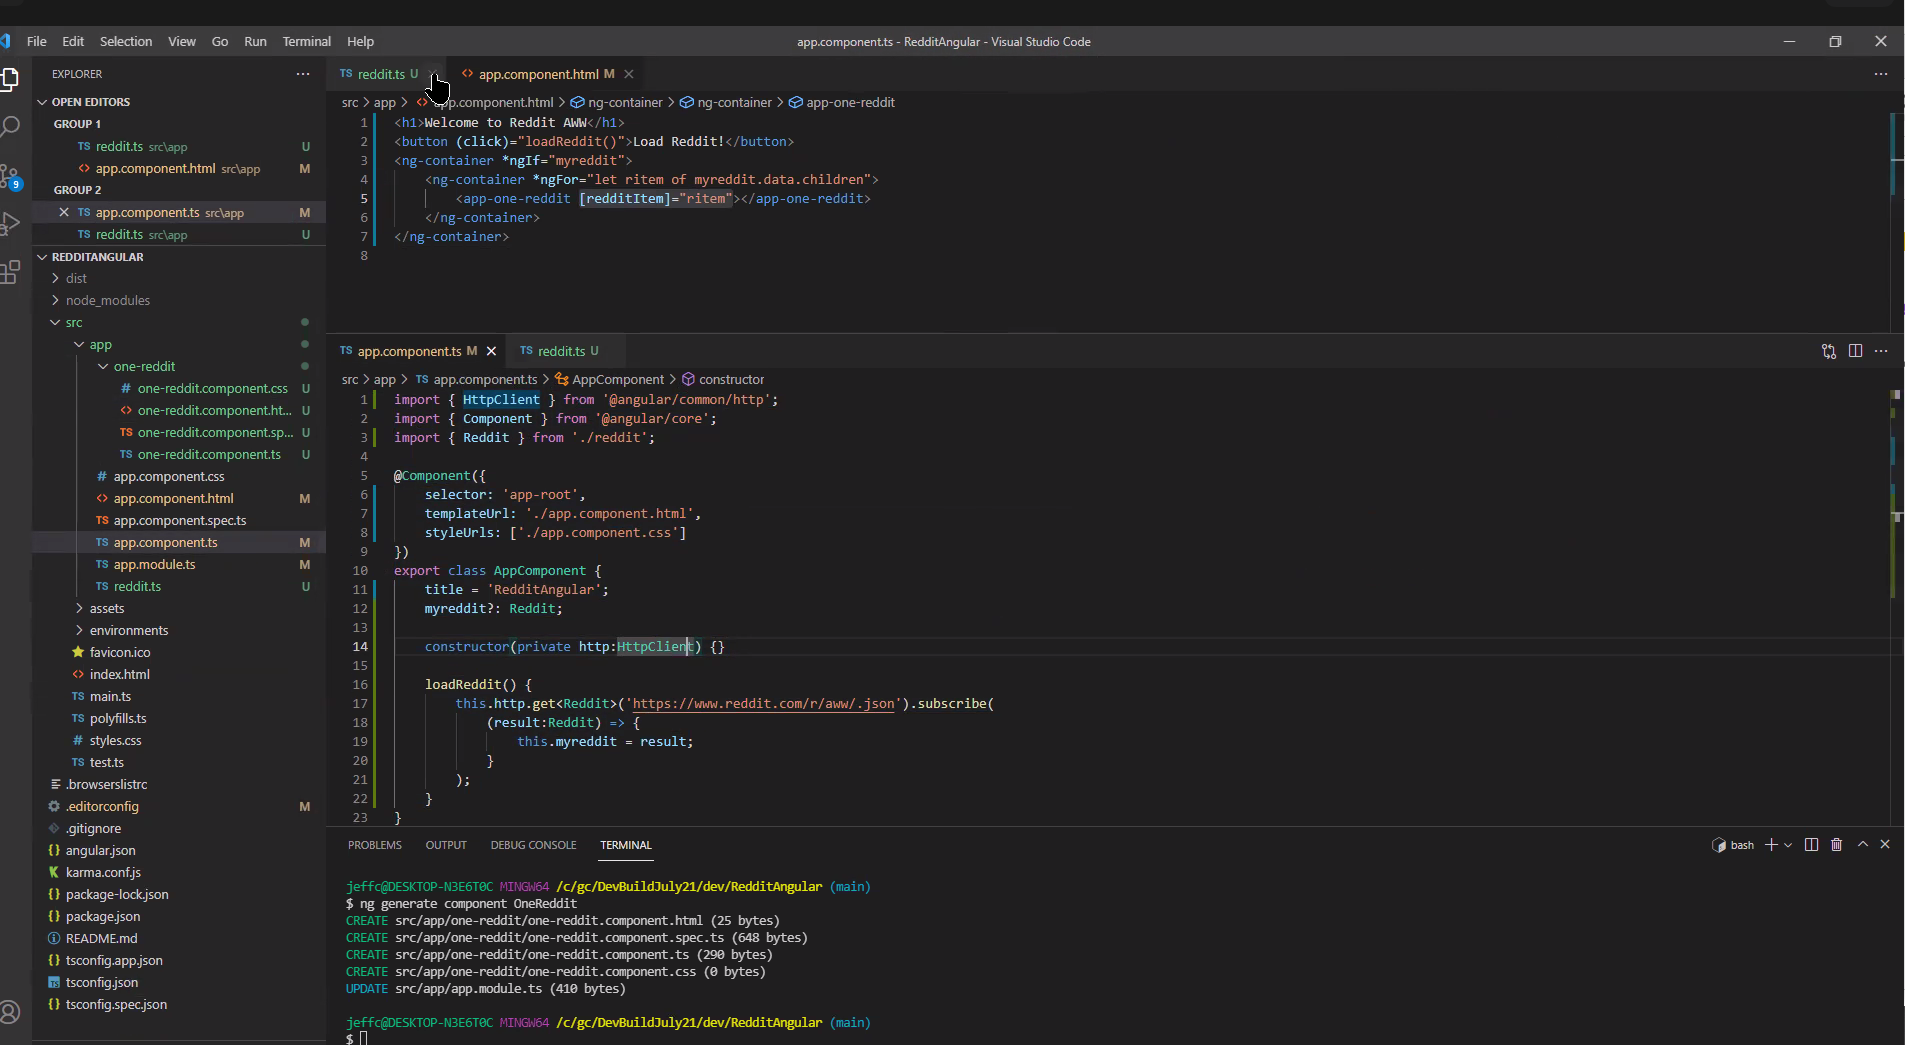 File Edit Selection View Go Run Terminal Help
app.component.ts - RedditAngular - Visual Studio Code
EXPLORER
OPEN EDITORS
GROUP 1
TS reddit.ts src\app U
<> app.component.html src\app M
GROUP 2
TS app.component.ts src\app M
TS reddit.ts src\app U
REDDITANGULAR
dist
node_modules
src
app
one-reddit
# one-reddit.component.css U
<> one-reddit.component.ht... U
TS one-reddit.component.sp... U
TS one-reddit.component.ts U
# app.component.css
<> app.component.html M
TS app.component.spec.ts
TS app.component.ts M
TS app.module.ts M
TS reddit.ts U
assets
environments
favicon.ico
<> index.html
TS main.ts
TS polyfills.ts
# styles.css
TS test.ts
.browserslistrc
.editorconfig M
.gitignore
{} angular.json
karma.conf.js
{} package-lock.json
{} package.json
README.md
{} tsconfig.app.json
TS tsconfig.json
{} tsconfig.spec.json
9
TS reddit.ts U
<> app.component.html M
src > app > <> app.component.html > ng-container > ng-container > app-one-reddit
1 <h1>Welcome to Reddit AWW</h1>
2 <button (click)="loadReddit()">Load Reddit!</button>
3 <ng-container *ngIf="myreddit">
4 <ng-container *ngFor="let ritem of myreddit.data.children">
5 <app-one-reddit [redditItem]="ritem"></app-one-reddit>
6 </ng-container>
7 </ng-container>
8
TS app.component.ts M
TS reddit.ts U
src > app > TS app.component.ts > AppComponent > constructor
1 import { HttpClient } from '@angular/common/http';
2 import { Component } from '@angular/core';
3 import { Reddit } from './reddit';
4
5 @Component({
6 selector: 'app-root',
7 templateUrl: './app.component.html',
8 styleUrls: ['./app.component.css']
9 })
10 export class AppComponent {
11 title = 'RedditAngular';
12 myreddit?: Reddit;
13
14 constructor(private http:HttpClient) {}
15
16 loadReddit() {
17 this.http.get<Reddit>('https://www.reddit.com/r/aww/.json').subscribe(
18 (result:Reddit) => {
19 this.myreddit = result;
20 }
21 );
22 }
23 }
PROBLEMS OUTPUT DEBUG CONSOLE TERMINAL
bash
jeffc@DESKTOP-N3E6T0C MINGW64 /c/gc/DevBuildJuly21/dev/RedditAngular (main)
$ ng generate component OneReddit
CREATE src/app/one-reddit/one-reddit.component.html (25 bytes)
CREATE src/app/one-reddit/one-reddit.component.spec.ts (648 bytes)
CREATE src/app/one-reddit/one-reddit.component.ts (290 bytes)
CREATE src/app/one-reddit/one-reddit.component.css (0 bytes)
UPDATE src/app/app.module.ts (410 bytes)
jeffc@DESKTOP-N3E6T0C MINGW64 /c/gc/DevBuildJuly21/dev/RedditAngular (main)
$